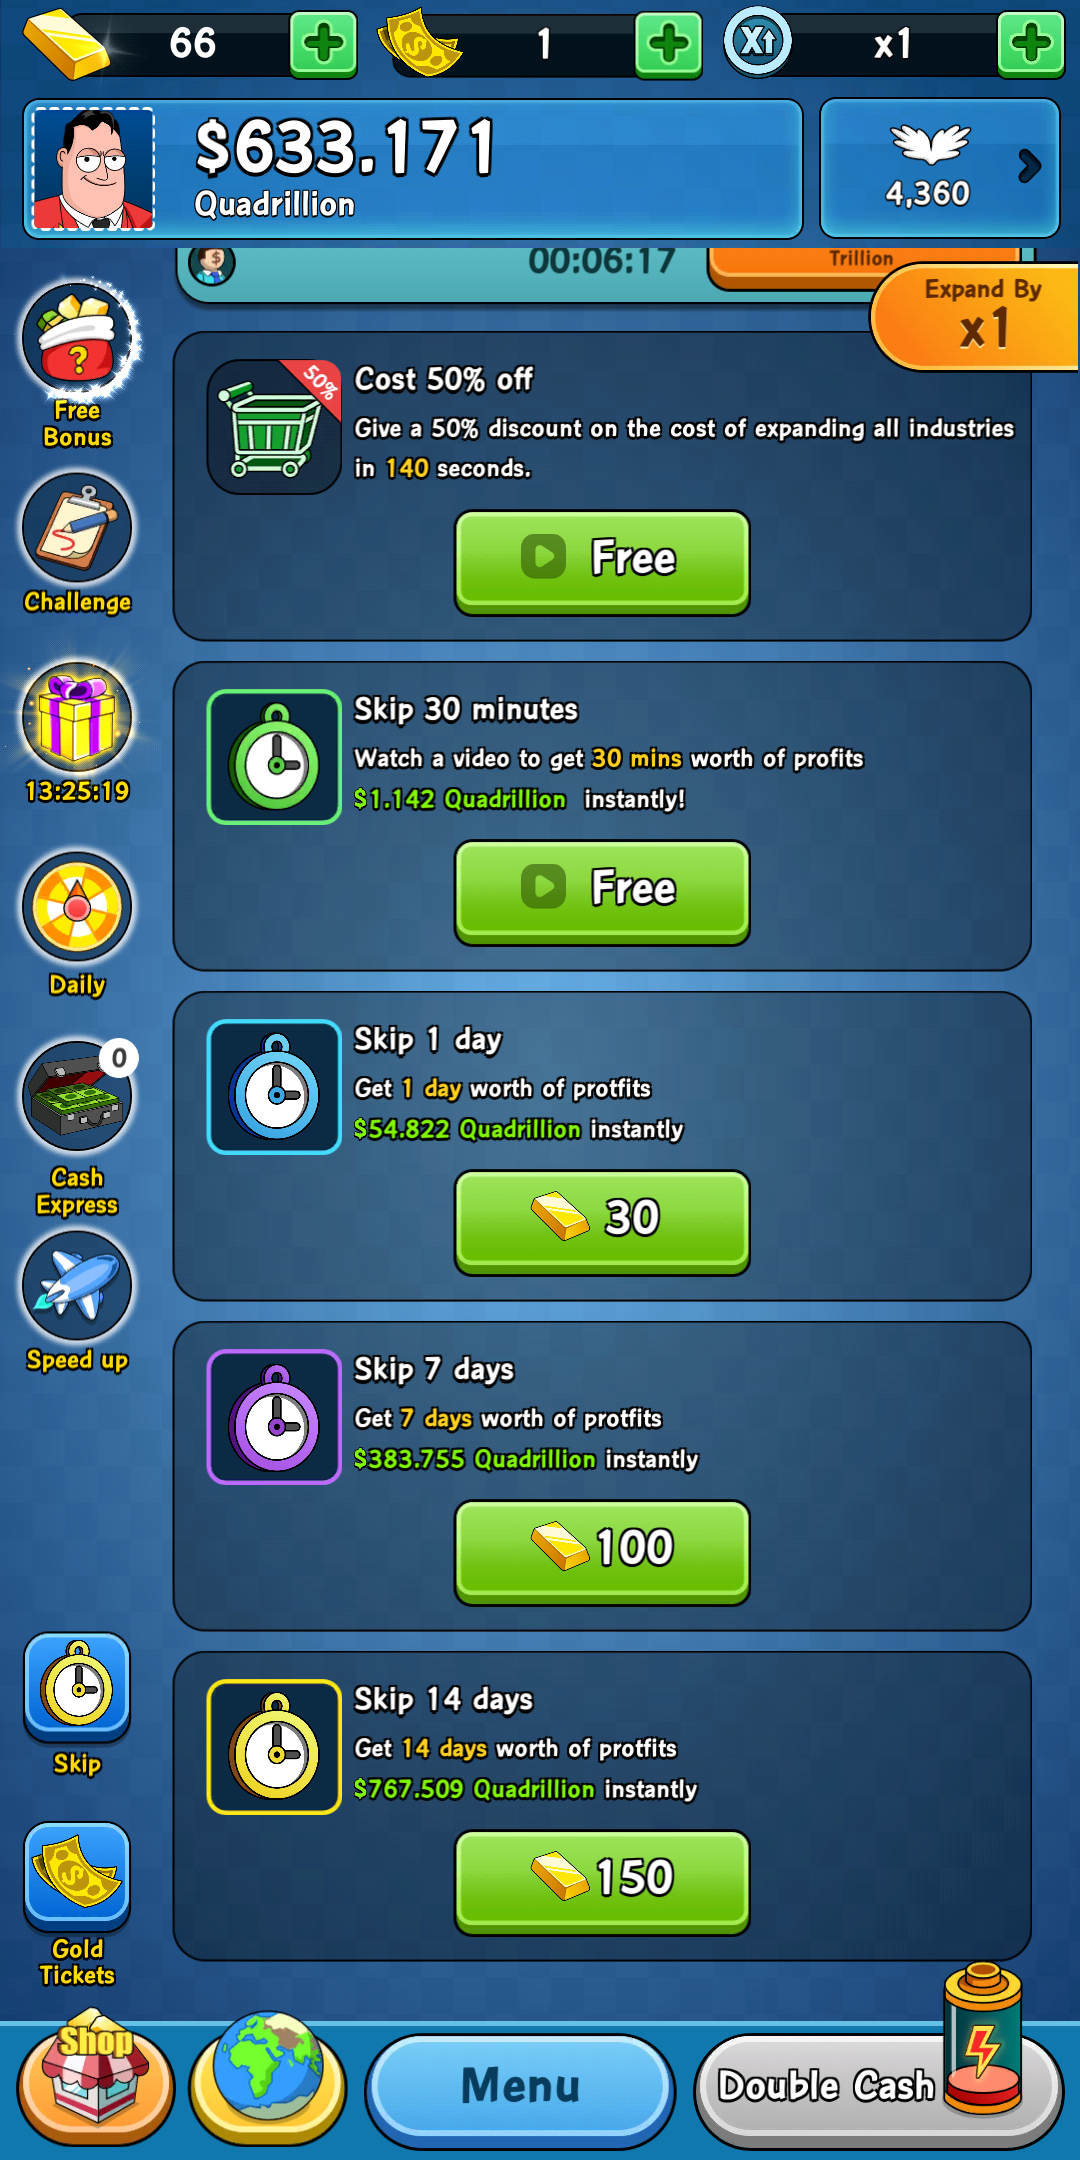 66
1
x1
$633.171
Quadrillion
4,360
00:06:17
Trillion
Expand By
x1
Free
Bonus
50%
Cost 50% off
Give a 50% discount on the cost of expanding all industries
in 140 seconds.
Free
Challenge
Skip 30 minutes
Watch a video to get 30 mins worth of profits
$1.142 Quadrillion instantly!
Free
13:25:19
Daily
Skip 1 day
Get 1 day worth of protfits
$54.822 Quadrillion instantly
30
0
Cash
Express
Speed up
Skip 7 days
Get 7 days worth of protfits
$383.755 Quadrillion instantly
100
Skip 14 days
Get 14 days worth of protfits
$767.509 Quadrillion instantly
150
Skip
Gold
Tickets
Shop
Menu
Double Cash